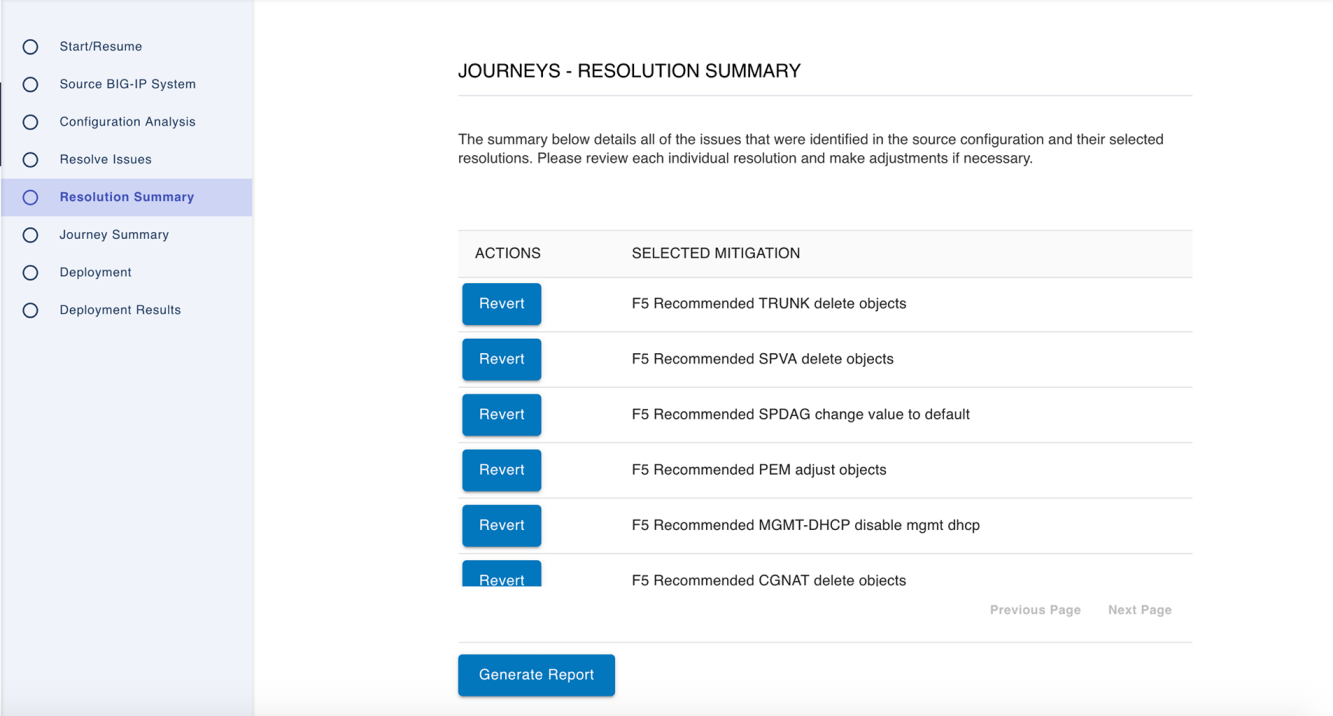 Start/Resume
Source BIG-IP System
Configuration Analysis
Resolve Issues
Resolution Summary
Journey Summary
Deployment
Deployment Results
JOURNEYS - RESOLUTION SUMMARY
The summary below details all of the issues that were identified in the source configuration and their selected
resolutions. Please review each individual resolution and make adjustments if necessary.
ACTIONS SELECTED MITIGATION
Revert F5 Recommended TRUNK delete objects
Revert F5 Recommended SPVA delete objects
Revert F5 Recommended SPDAG change value to default
Revert F5 Recommended PEM adjust objects
Revert F5 Recommended MGMT-DHCP disable mgmt dhcp
Revert F5 Recommended CGNAT delete objects
Previous Page Next Page
Generate Report